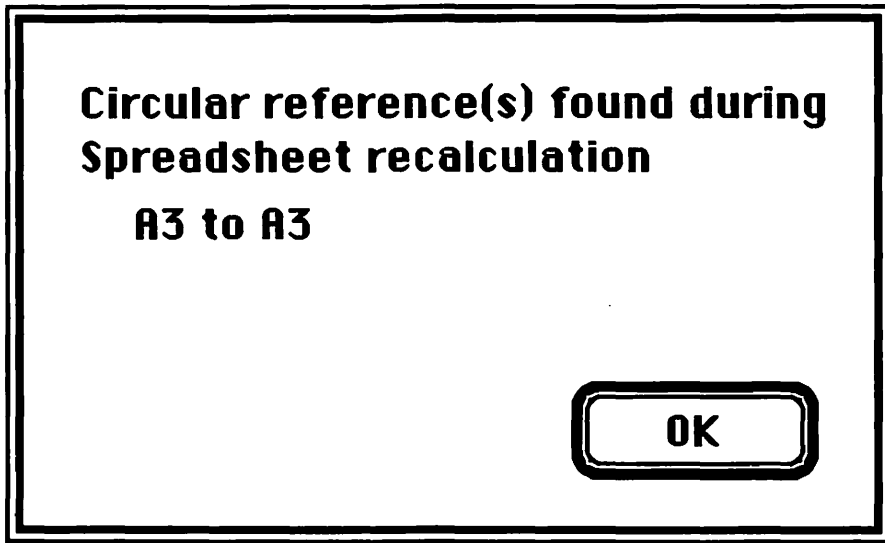 Circular reference(s) found during
Spreadsheet recalculation
A3 to A3
OK